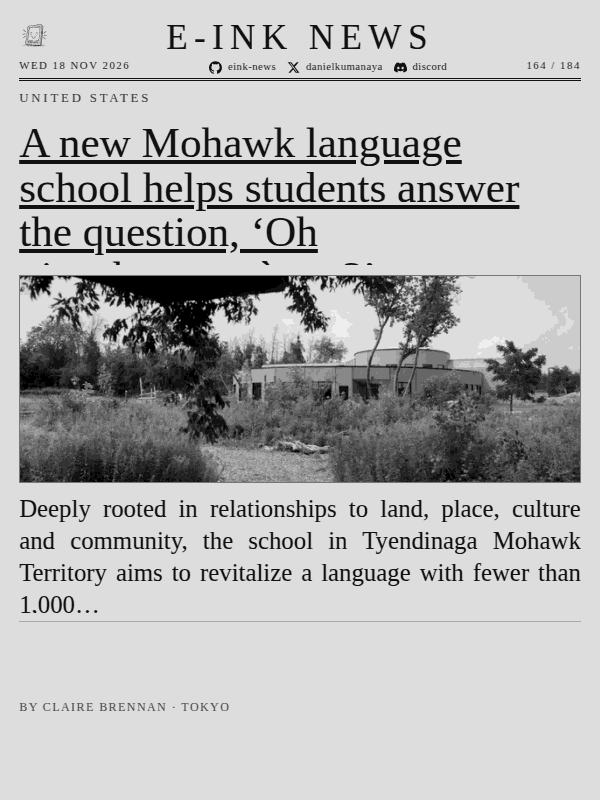 E-INK NEWS
WED 18 NOV 2026
eink-news danielkumanaya discord
164 / 184
UNITED STATES
A new Mohawk language
school helps students answer
the question, ‘Oh
Deeply rooted in relationships to land, place, culture
and community, the school in Tyendinaga Mohawk
Territory aims to revitalize a language with fewer than
1,000…
BY CLAIRE BRENNAN · TOKYO